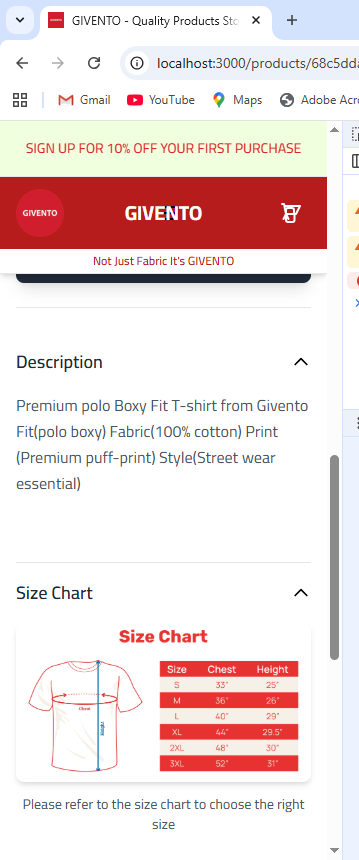 GIVENTO - Quality Products Sto
localhost:3000/products/68c5dda
Gmail
YouTube
Maps
Adobe Acro
SIGN UP FOR 10% OFF YOUR FIRST PURCHASE
GIVENTO
GIVENTO
Not Just Fabric It's GIVENTO
Description
Premium polo Boxy Fit T-shirt from Givento
Fit(polo boxy) Fabric(100% cotton) Print
(Premium puff-print) Style(Street wear
essential)
Size Chart
Size Chart
Size Chest Height
S 33" 25"
M 36" 26"
L 40" 29"
XL 44" 29.5"
2XL 48" 30"
3XL 52" 31"
Chest
Height
Please refer to the size chart to choose the right
size